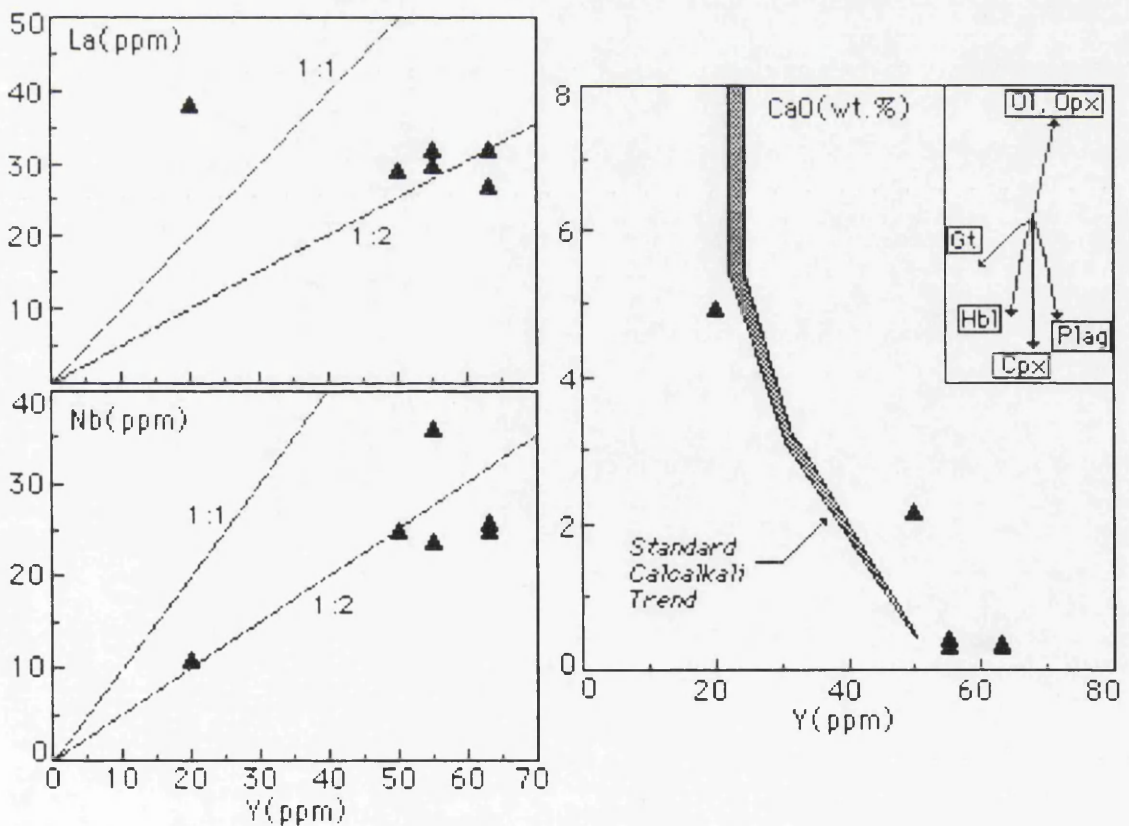 La(ppm)
50
40
30
20
10
1:1
1:2
Nb(ppm)
40
30
20
10
0
1:1
1:2
0 10 20 30 40 50 60 70
Y(ppm)
CaO(wt.%)
8
6
4
2
0
Ol, Opx
Gt
Hbl
Plag
Cpx
Standard
Calcalkali
Trend
0 20 40 60 80
Y(ppm)